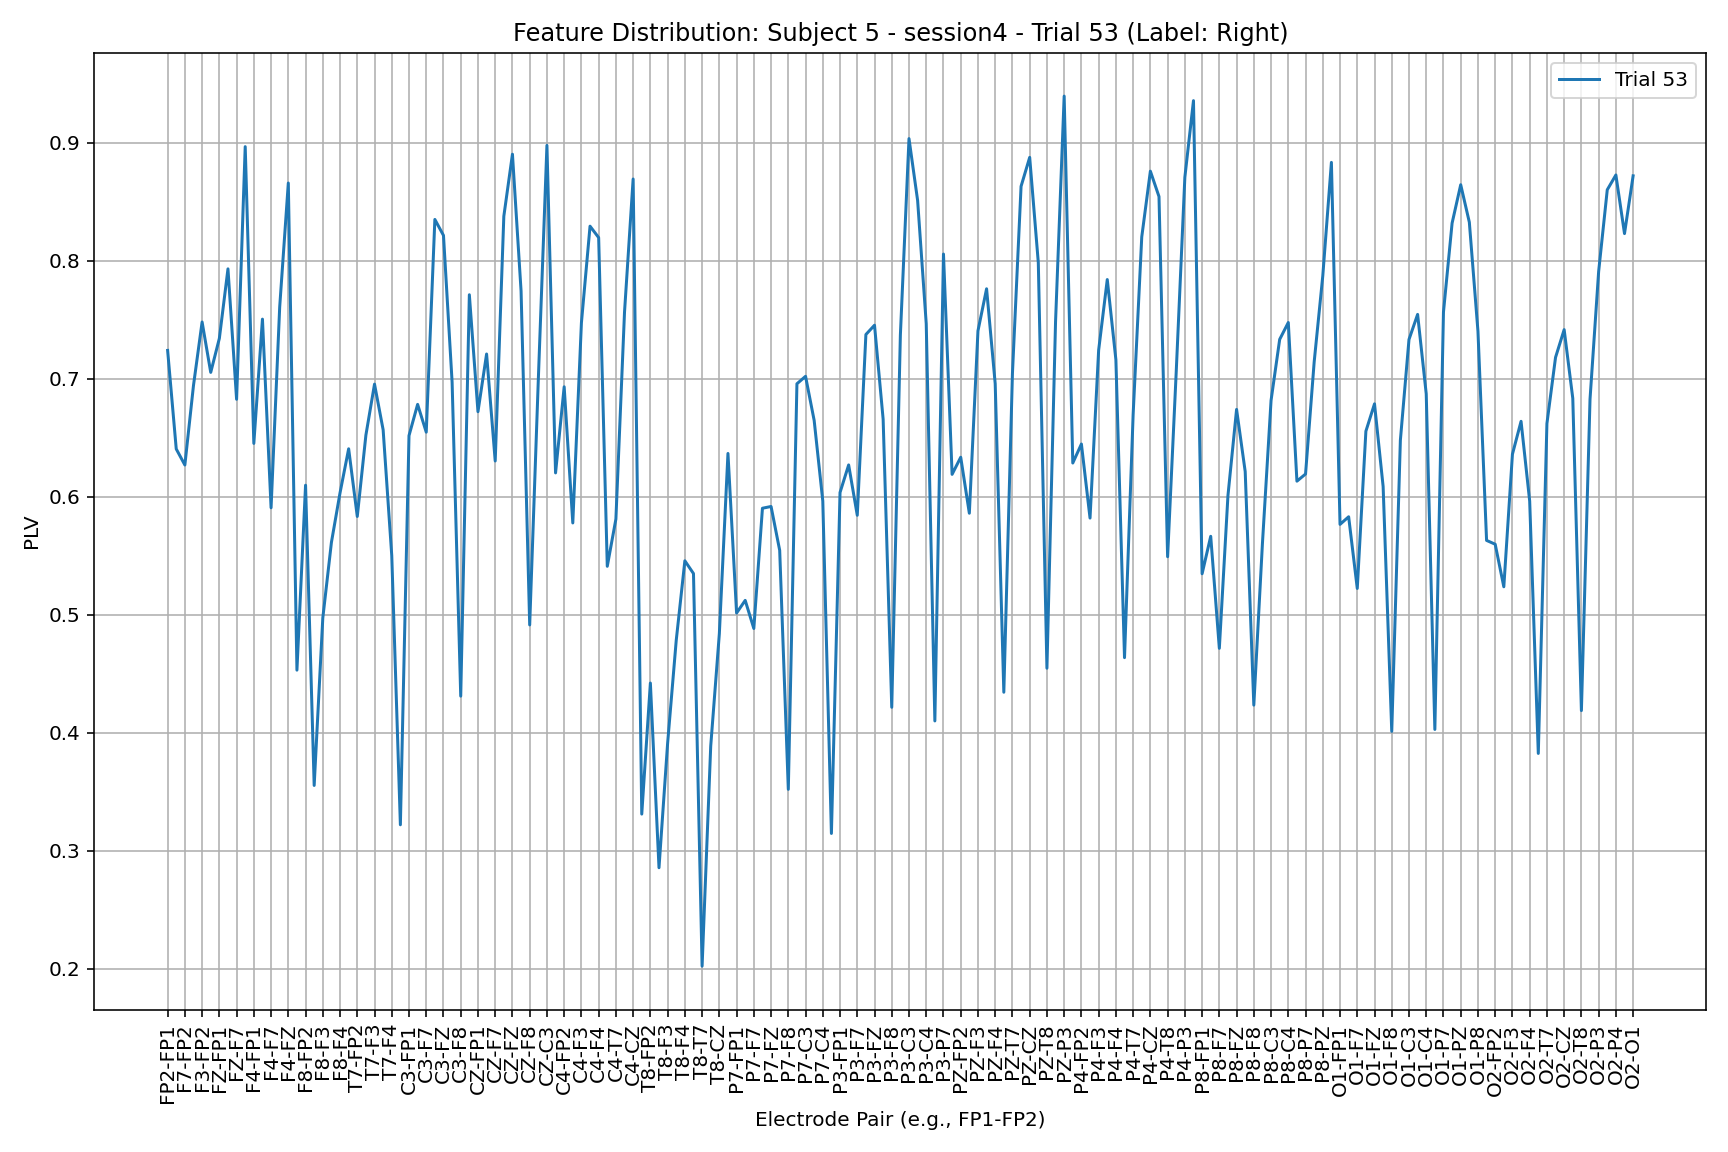 Feature Distribution: Subject 5 - session4 - Trial 53 (Label: Right)
Trial 53
0.9
0.8
0.7
0.6
0.5
0.4
0.3
0.2
PLV
FP2-FP1
F7-FP2
F3-FP2
FZ-FP1
FZ-F7
F4-FP1
F4-F7
F4-FZ
F8-FP2
F8-F3
F8-F4
T7-FP2
T7-F3
T7-F4
C3-FP1
C3-F7
C3-FZ
C3-F8
CZ-FP1
CZ-F7
CZ-FZ
CZ-F8
CZ-C3
C4-FP2
C4-F3
C4-F4
C4-T7
C4-CZ
T8-FP2
T8-F3
T8-F4
T8-T7
T8-CZ
P7-FP1
P7-F7
P7-FZ
P7-F8
P7-C3
P7-C4
P3-FP1
P3-F7
P3-FZ
P3-F8
P3-C3
P3-C4
P3-P7
PZ-FP2
PZ-F3
PZ-F4
PZ-T7
PZ-CZ
PZ-T8
PZ-P3
P4-FP2
P4-F3
P4-F4
P4-T7
P4-CZ
P4-T8
P4-P3
P8-FP1
P8-F7
P8-FZ
P8-F8
P8-C3
P8-C4
P8-P7
P8-PZ
O1-FP1
O1-F7
O1-FZ
O1-F8
O1-C3
O1-C4
O1-P7
O1-PZ
O1-P8
O2-FP2
O2-F3
O2-F4
O2-T7
O2-CZ
O2-T8
O2-P3
O2-P4
O2-O1
Electrode Pair (e.g., FP1-FP2)